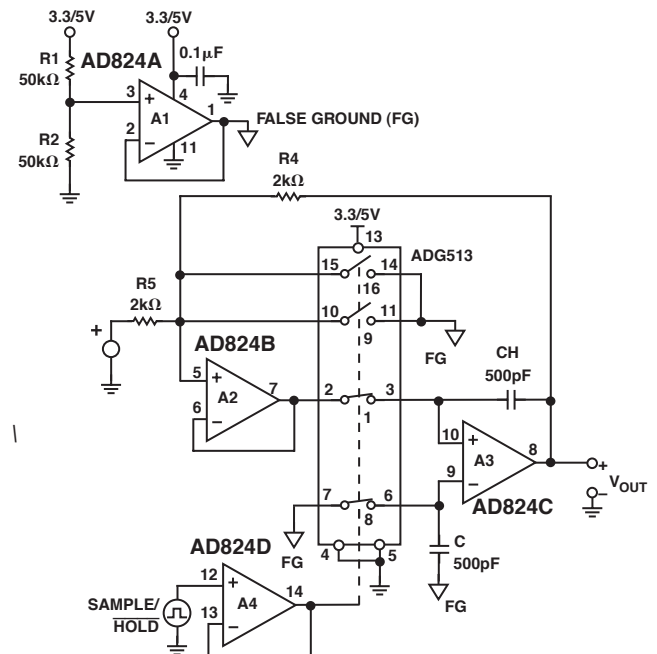 3.3/5V
3.3/5V
R1
50kΩ
AD824A
0.1μF
3
+
4
A1
1
2
−
11
FALSE GROUND (FG)
R2
50kΩ
R4
2kΩ
3.3/5V
13
ADG513
15
14
16
R5
2kΩ
10
11
9
FG
+
AD824B
5
+
7
A2
6
−
2
3
1
CH
500pF
10
+
8
A3
9
−
+
VOUT
−
AD824C
7
6
8
FG
4
5
C
500pF
FG
AD824D
12
+
14
A4
13
−
SAMPLE/
HOLD